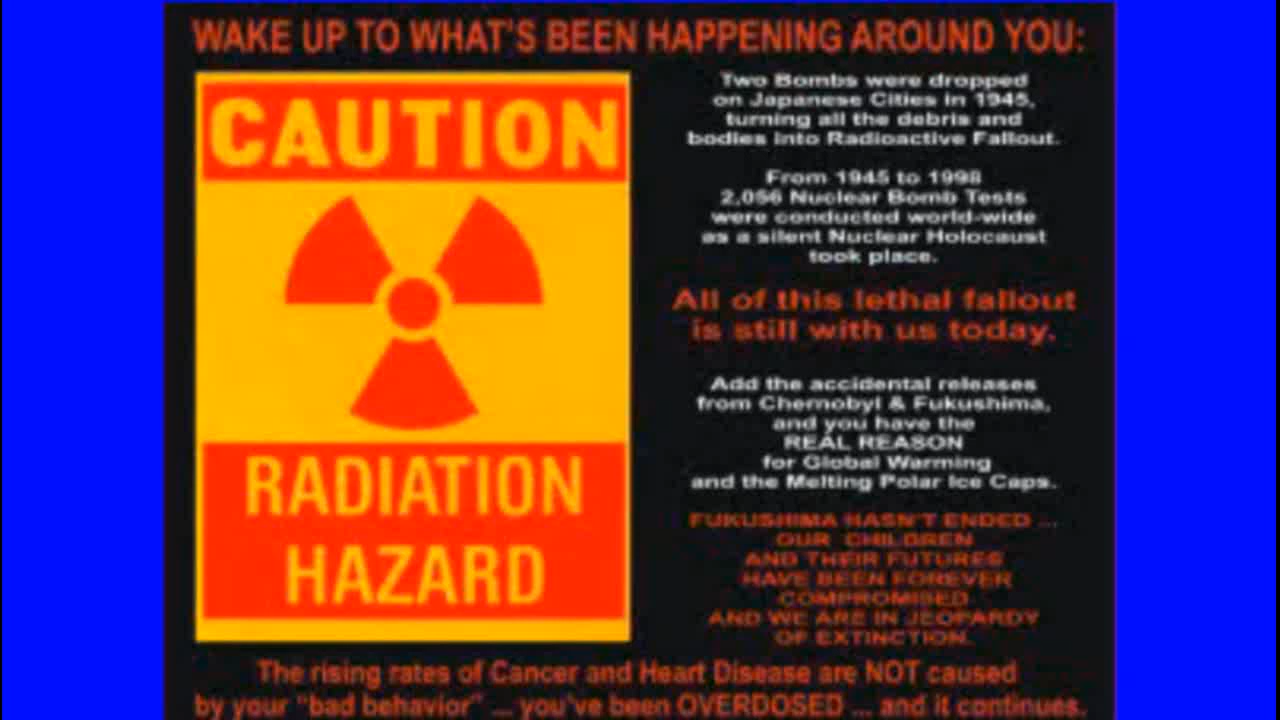 WAKE UP TO WHAT'S BEEN HAPPENING AROUND YOU:
CAUTION
RADIATION
HAZARD
Two Bombs were dropped
on Japanese Cities in 1945,
turning all the debris and
bodies into Radioactive Fallout.
From 1945 to 1998
2,056 Nuclear Bomb Tests
were conducted world-wide
as a silent Nuclear Holocaust
took place.
All of this lethal fallout
is still with us today.
Add the accidental releases
from Chernobyl & Fukushima,
and you have the
REAL REASON
for Global Warming
and the Melting Polar Ice Caps.
FUKUSHIMA HASN'T ENDED ...
OUR CHILDREN
AND THEIR FUTURES
HAVE BEEN FOREVER
COMPROMISED
AND WE ARE IN JEOPARDY
OF EXTINCTION.
The rising rates of Cancer and Heart Disease are NOT caused
by your "bad behavior" ... you've been OVERDOSED ... and it continues.